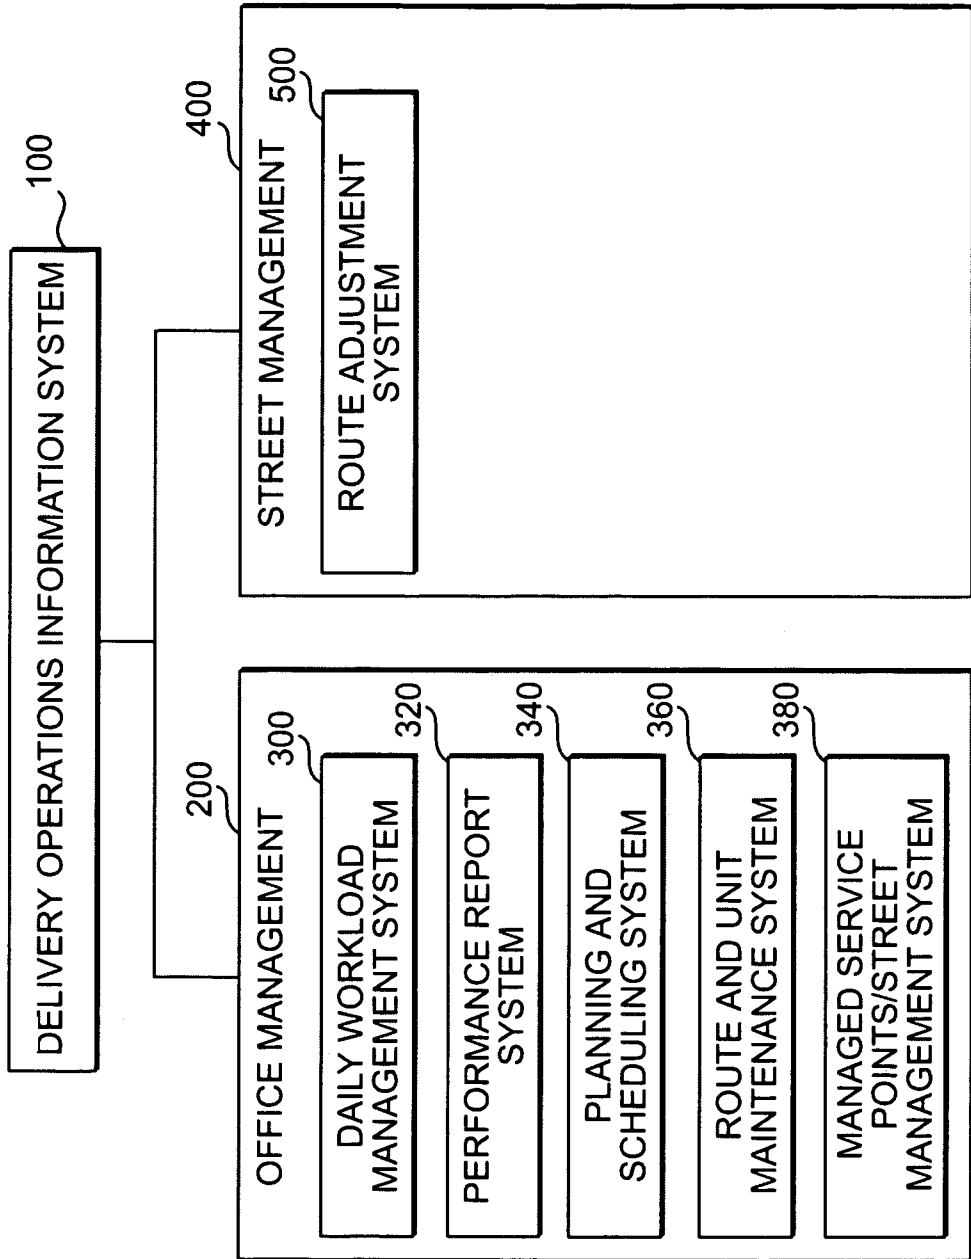 DELIVERY OPERATIONS INFORMATION SYSTEM
100
OFFICE MANAGEMENT
200
DAILY WORKLOAD
MANAGEMENT SYSTEM
300
PERFORMANCE REPORT
SYSTEM
320
PLANNING AND
SCHEDULING SYSTEM
340
ROUTE AND UNIT
MAINTENANCE SYSTEM
360
MANAGED SERVICE
POINTS/STREET
MANAGEMENT SYSTEM
380
STREET MANAGEMENT
400
ROUTE ADJUSTMENT
SYSTEM
500